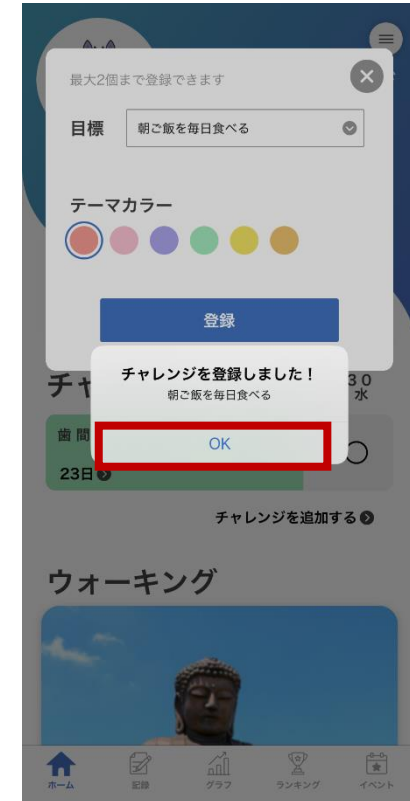 最大2個まで登録できます
目標
朝ご飯を毎日食べる
テーマカラー
登録
チャレンジを登録しました！
朝ご飯を毎日食べる
OK
チャ
30
水
歯間
23日
チャレンジを追加する
ウォーキング
ホーム
記録
グラフ
ランキング
イベント